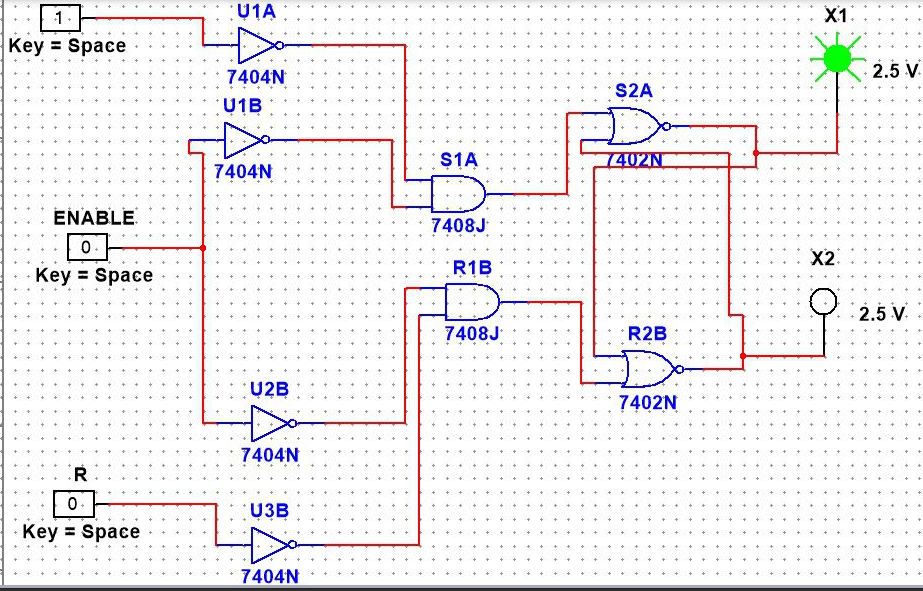 U1A
X1
1
Key = Space
7404N
2.5 V
U1B
S2A
7404N
S1A
7402N
7408J
ENABLE
0
Key = Space
R1B
X2
7408J
2.5 V
R2B
7402N
U2B
7404N
R
0
Key = Space
U3B
7404N